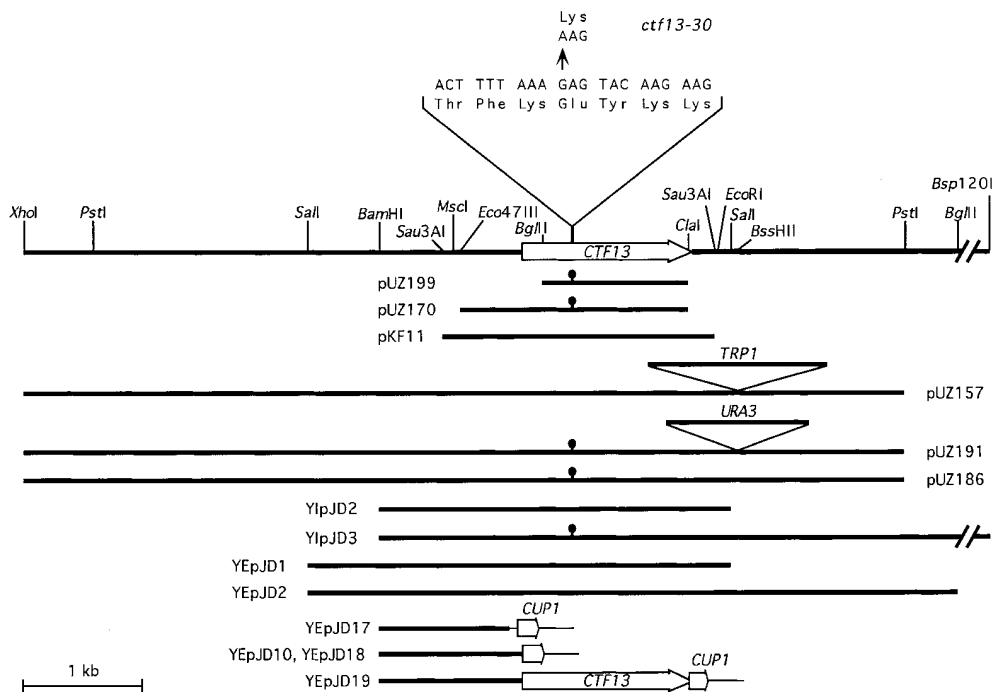 Lys
AAG
ctf13-30
ACT TTT AAA GAG TAC AAG AAG
Thr Phe Lys Glu Tyr Lys Lys
XhoI
PstI
SalI
BamHI
Sau3AI
MscI
Eco47III
BglII
ClaI
Sau3AI
EcoRI
SalI
BssHII
PstI
BglII
Bsp120I
CTF13
pUZ199
pUZ170
pKF11
TRP1
pUZ157
URA3
pUZ191
pUZ186
YIpJD2
YIpJD3
YEpJD1
YEpJD2
CUP1
YEpJD17
YEpJD10, YEpJD18
CUP1
YEpJD19
CTF13
1 kb